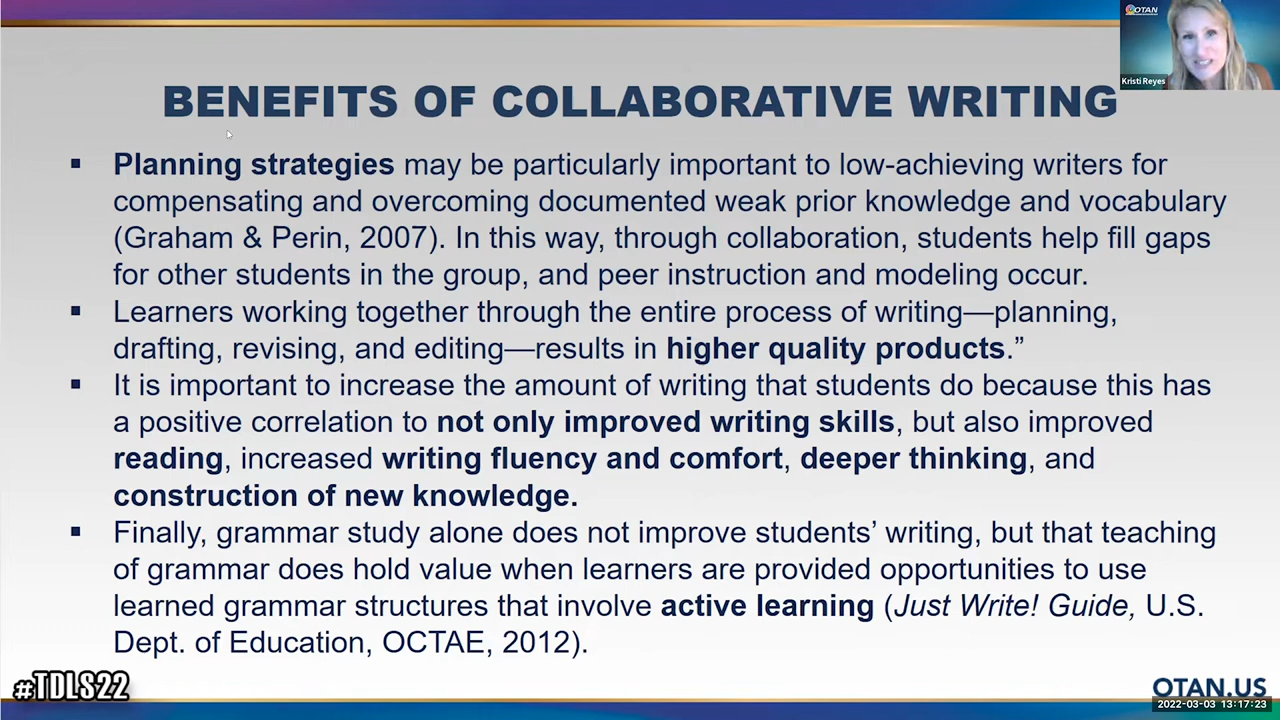 OTAN
Kristi Reyes
BENEFITS OF COLLABORATIVE WRITING
▪ Planning strategies may be particularly important to low-achieving writers for
compensating and overcoming documented weak prior knowledge and vocabulary
(Graham & Perin, 2007). In this way, through collaboration, students help fill gaps
for other students in the group, and peer instruction and modeling occur.
▪ Learners working together through the entire process of writing—planning,
drafting, revising, and editing—results in higher quality products.”
▪ It is important to increase the amount of writing that students do because this has
a positive correlation to not only improved writing skills, but also improved
reading, increased writing fluency and comfort, deeper thinking, and
construction of new knowledge.
▪ Finally, grammar study alone does not improve students’ writing, but that teaching
of grammar does hold value when learners are provided opportunities to use
learned grammar structures that involve active learning (Just Write! Guide, U.S.
Dept. of Education, OCTAE, 2012).
#TDLS22
OTAN.US
2022-03-03 13:17:23